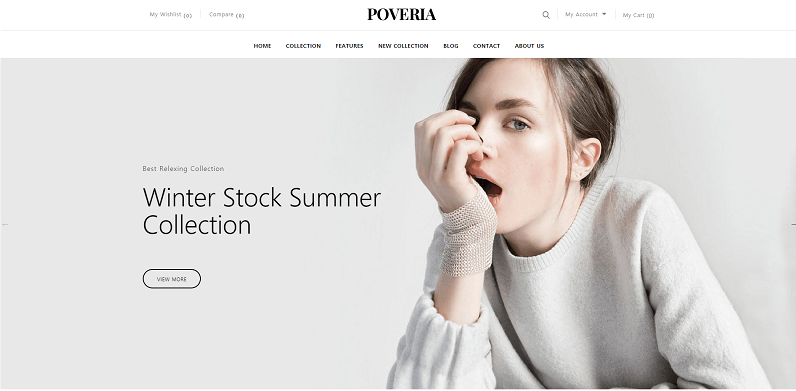 My Wishlist (0)
Compare (0)
POVERIA
My Account
My Cart (0)
HOME COLLECTION FEATURES NEW COLLECTION BLOG CONTACT ABOUT US
Best Relexing Collection
Winter Stock Summer
Collection
VIEW MORE